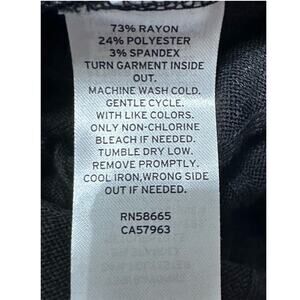 73% RAYON
24% POLYESTER
3% SPANDEX
TURN GARMENT INSIDE
OUT.
MACHINE WASH COLD.
GENTLE CYCLE.
WITH LIKE COLORS.
ONLY NON-CHLORINE
BLEACH IF NEEDED.
TUMBLE DRY LOW.
REMOVE PROMPTLY.
COOL IRON,WRONG SIDE
OUT IF NEEDED.
RN58665
CA57963